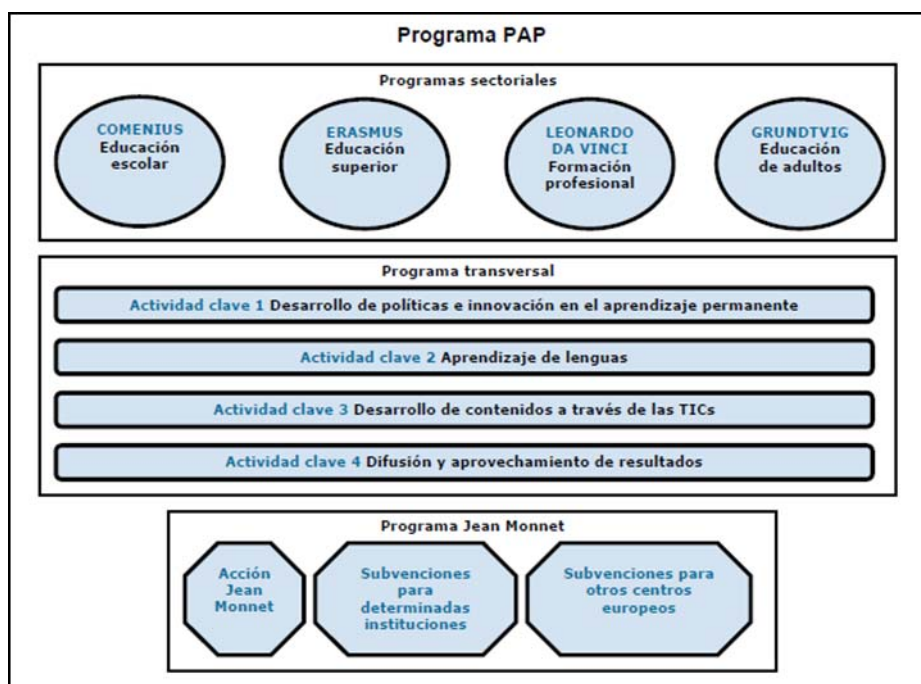 Programa PAP
Programas sectoriales
COMENIUS
Educación
escolar
ERASMUS
Educación
superior
LEONARDO
DA VINCI
Formación
profesional
GRUNDTVIG
Educación
de adultos
Programa transversal
Actividad clave 1 Desarrollo de políticas e innovación en el aprendizaje permanente
Actividad clave 2 Aprendizaje de lenguas
Actividad clave 3 Desarrollo de contenidos a través de las TICs
Actividad clave 4 Difusión y aprovechamiento de resultados
Programa Jean Monnet
Acción
Jean
Monnet
Subvenciones
para
determinadas
instituciones
Subvenciones para
otros centros
europeos